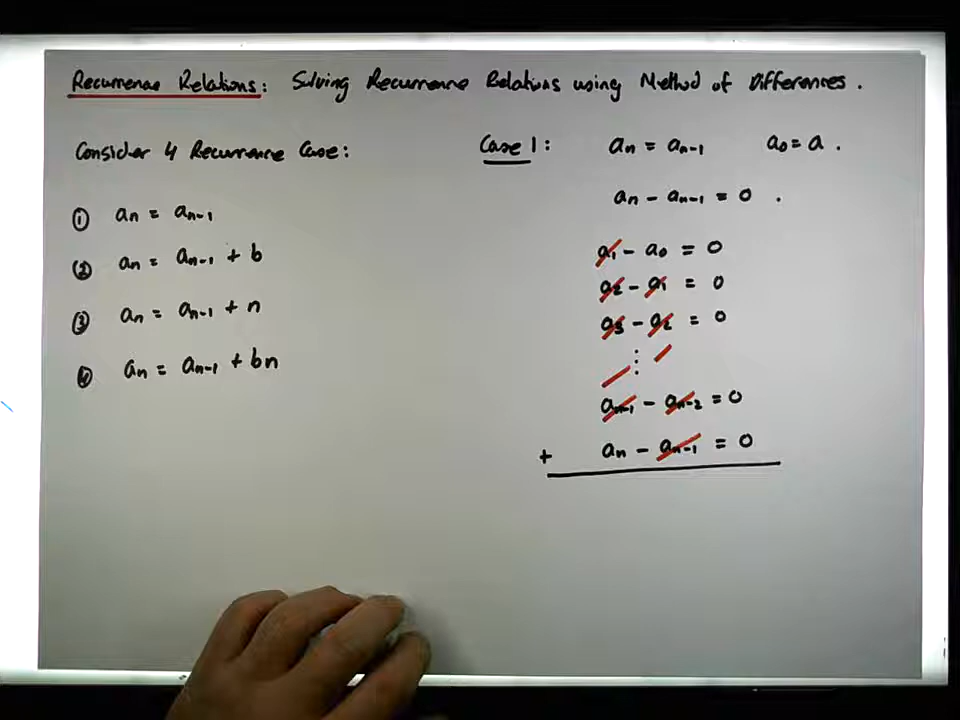 Recurrence Relations: Solving Recurrence Relations using Method of Differences.
Consider 4 Recurrence Case:
① aₙ = aₙ₋₁
② aₙ = aₙ₋₁ + b
③ aₙ = aₙ₋₁ + n
④ aₙ = aₙ₋₁ + bn
Case 1: aₙ = aₙ₋₁ a₀ = a.
aₙ - aₙ₋₁ = 0.
a₁ - a₀ = 0
a₂ - a₁ = 0
a₃ - a₂ = 0
⋮
aₙ₋₁ - aₙ₋₂ = 0
+ aₙ - aₙ₋₁ = 0